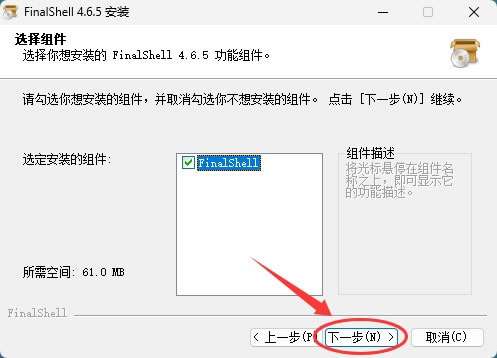 FinalShell 4.6.5 安装
选择组件
选择你想安装的 FinalShell 4.6.5 功能组件。
请勾选你想安装的组件，并取消勾选你不想安装的组件。 点击 [下一步(N)] 继续。
选定安装的组件:
FinalShell
组件描述
将光标悬停在组件名
称之上，即可显示它
的功能描述。
所需空间: 61.0 MB
FinalShell
< 上一步(P)
下一步(N) >
取消(C)